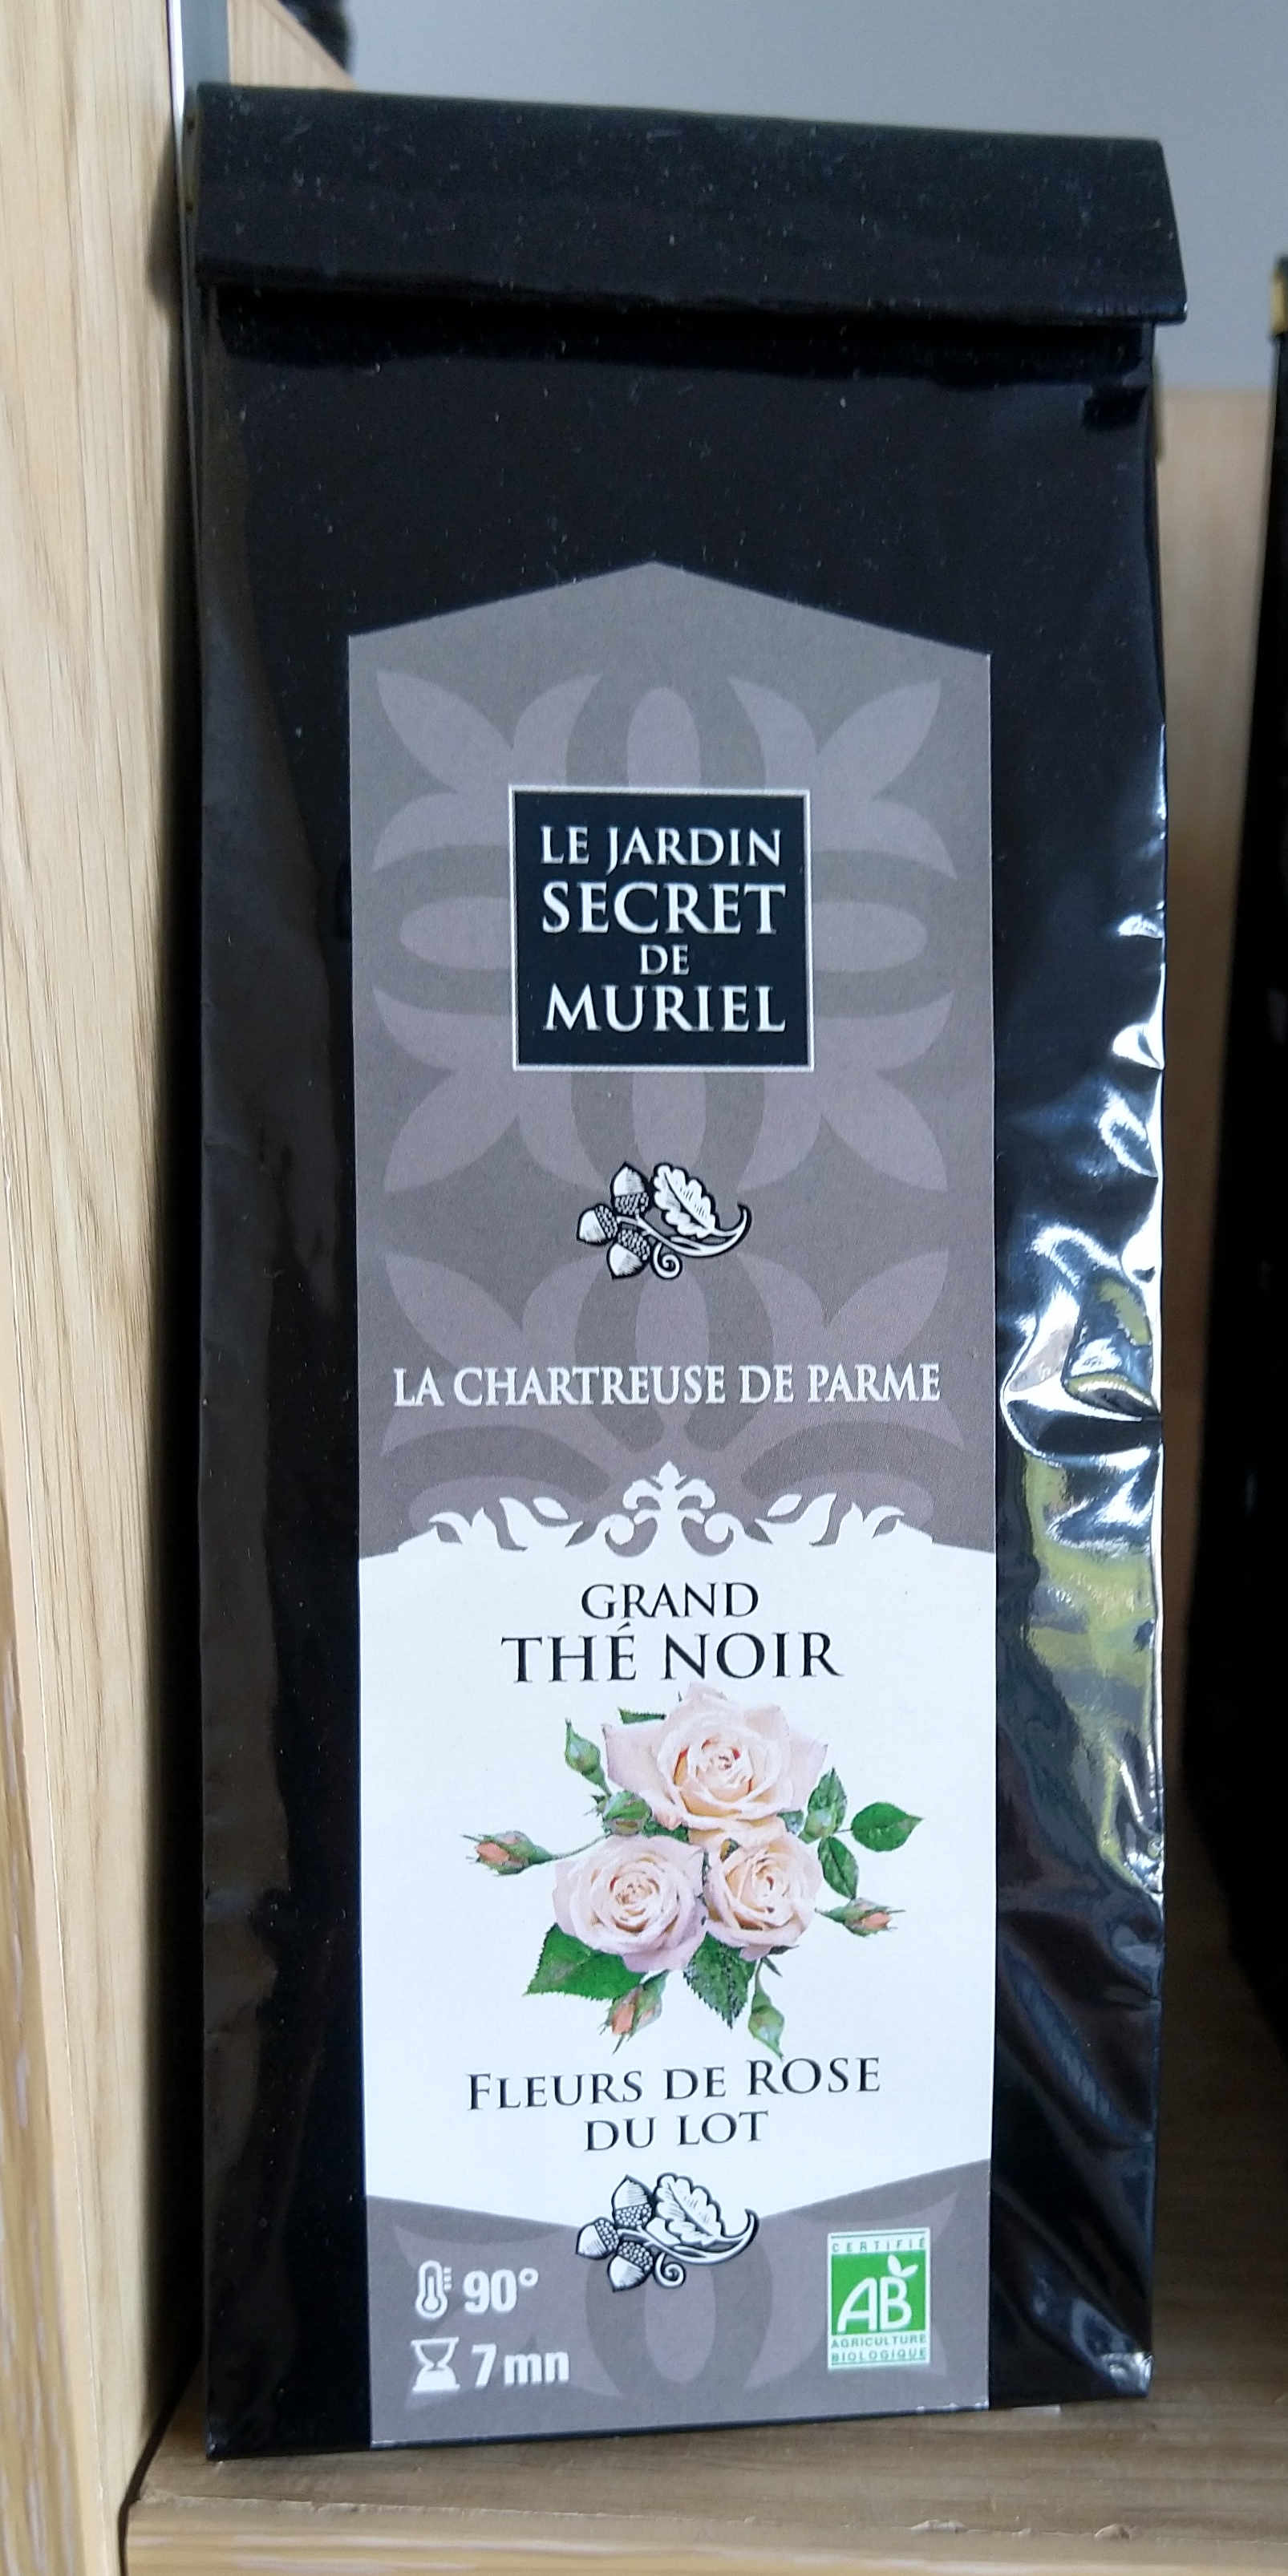 LE JARDIN
SECRET
DE
MURIEL
LA CHARTREUSE DE PARME
GRAND
THÉ NOIR
FLEURS DE ROSE
DU LOT
90°
7mn
CERTIFIÉ
AB
AGRICULTURE
BIOLOGIQUE